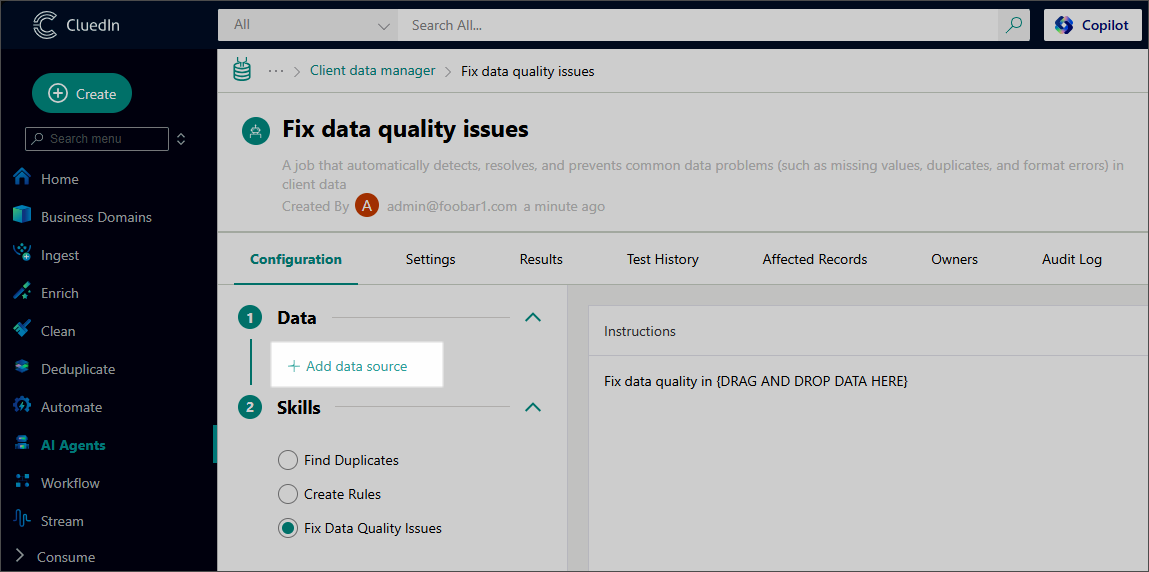 CluedIn
All
Search All...
Copilot
Create
Search menu
Home
Business Domains
Ingest
Enrich
Clean
Deduplicate
Automate
AI Agents
Workflow
Stream
Consume
··· > Client data manager > Fix data quality issues
Fix data quality issues
A job that automatically detects, resolves, and prevents common data problems (such as missing values, duplicates, and format errors) in
client data
Created By A admin@foobar1.com a minute ago
Configuration Settings Results Test History Affected Records Owners Audit Log
1 Data
+ Add data source
2 Skills
Find Duplicates
Create Rules
Fix Data Quality Issues
Instructions
Fix data quality in {DRAG AND DROP DATA HERE}